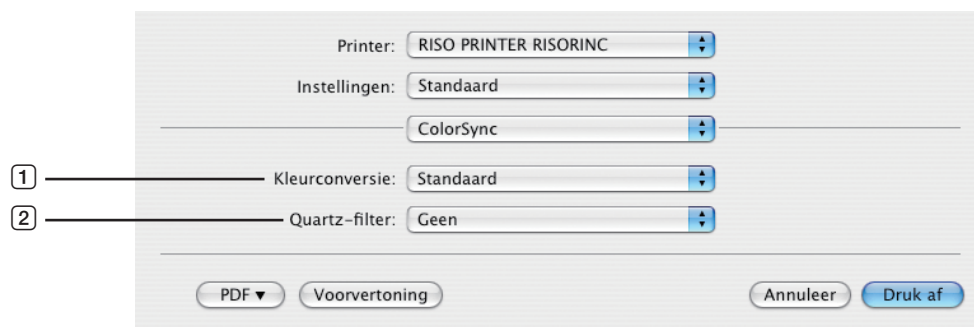 Printer: RISO PRINTER RISORINC
Instellingen: Standaard
ColorSync
1 Kleurconversie: Standaard
2 Quartz-filter: Geen
PDF ▼ Voorvertoning Annuleer Druk af